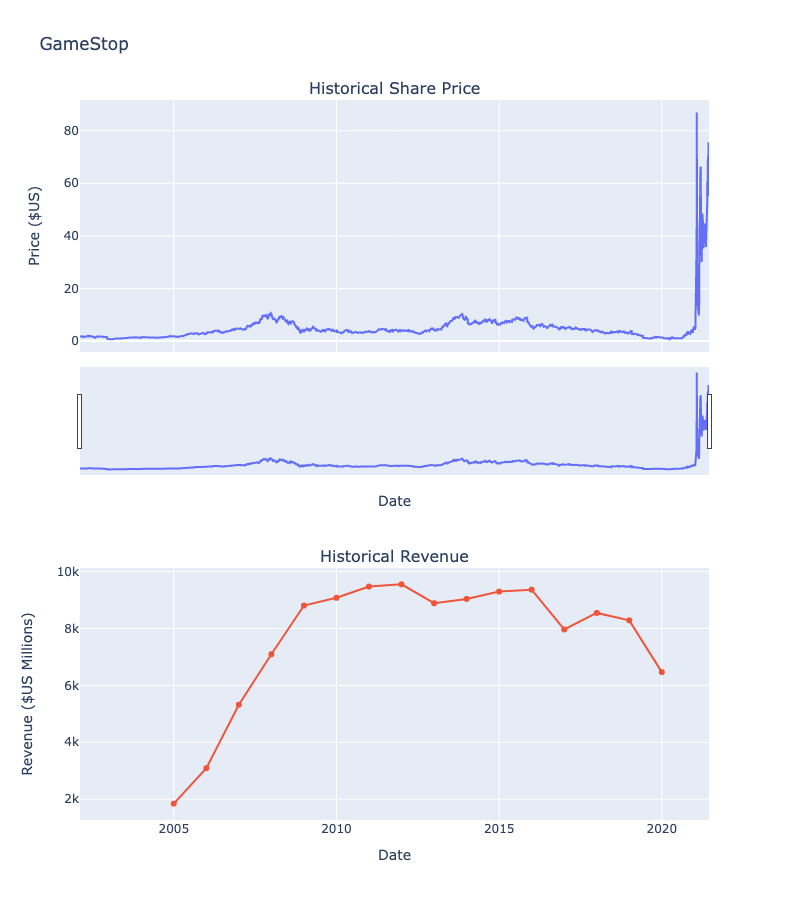 GameStop
Historical Share Price
Price ($US)
80
60
40
20
0
Date
Historical Revenue
Revenue ($US Millions)
10k
8k
6k
4k
2k
2005 2010 2015 2020
Date